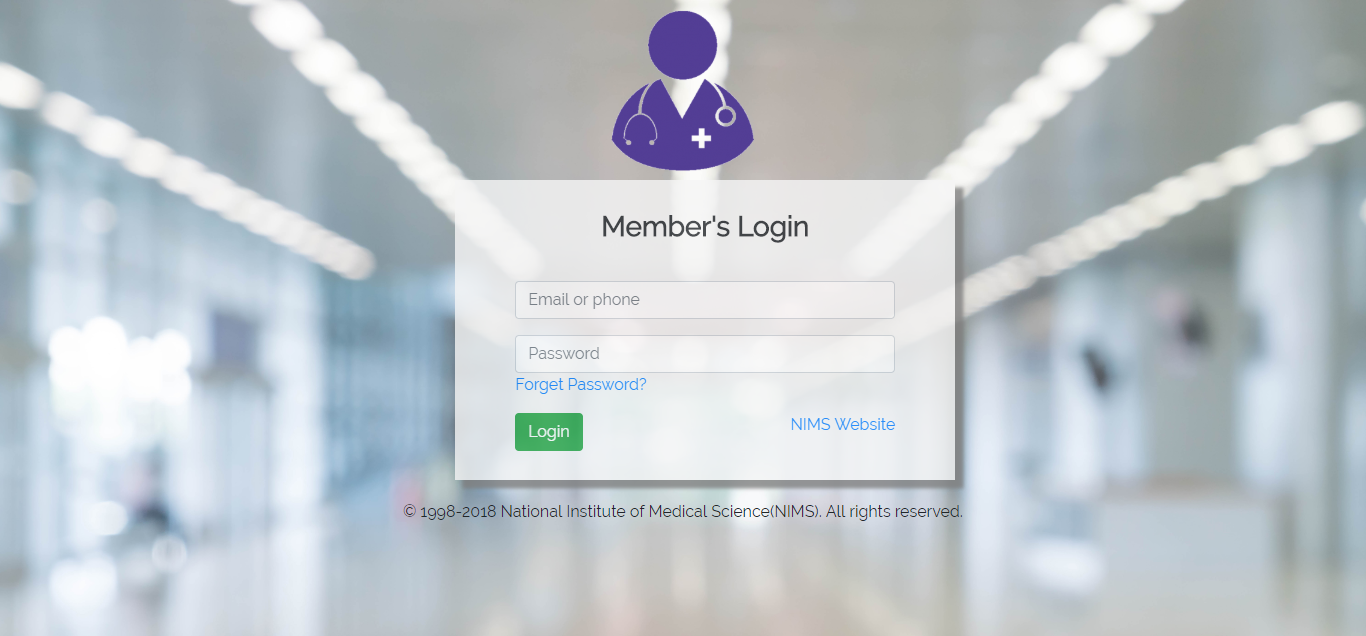 Member's Login
Email or phone
Password
Forget Password?
Login
NIMS Website
© 1998-2018 National Institute of Medical Science(NIMS). All rights reserved.